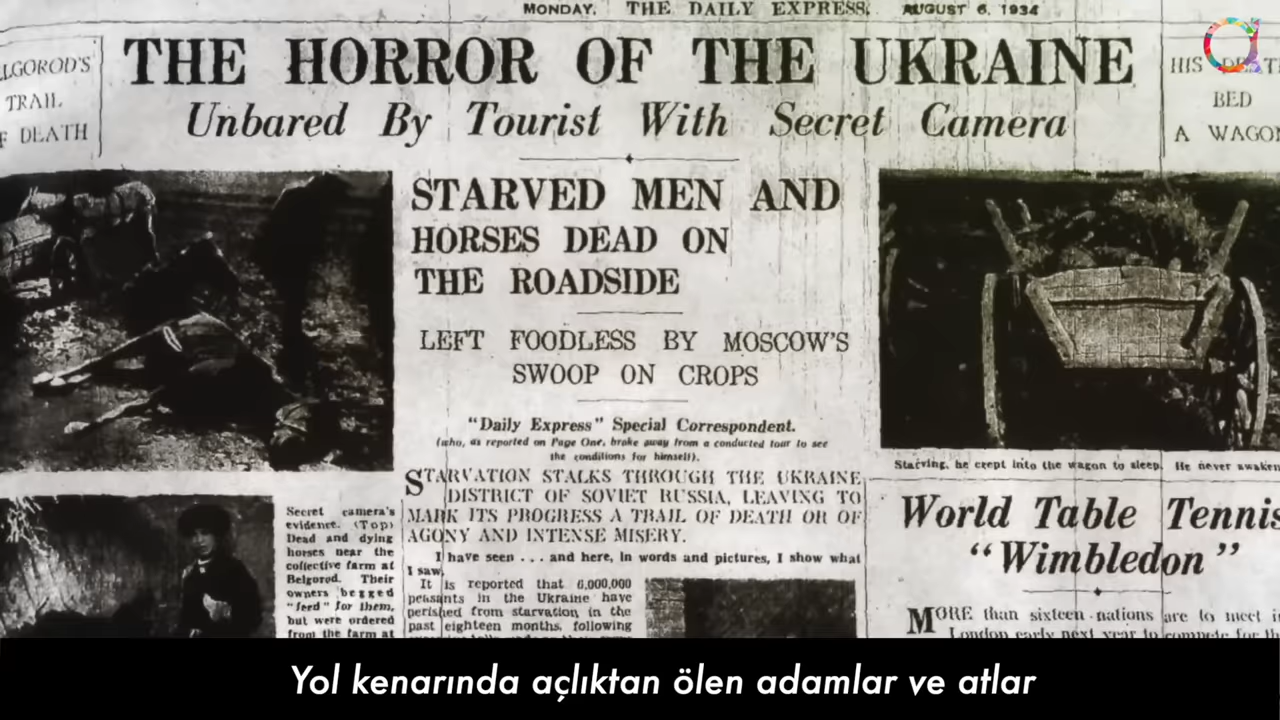 MONDAY, THE DAILY EXPRESS, AUGUST 6, 1934
LGOROD'S
TRAIL
F DEATH
THE HORROR OF THE UKRAINE
Unbared By Tourist With Secret Camera
HIS
BED
A WAGON
STARVED MEN AND
HORSES DEAD ON
THE ROADSIDE
LEFT FOODLESS BY MOSCOW'S
SWOOP ON CROPS
"Daily Express" Special Correspondent.
(who, as reported on Page One, broke away from a conducted tour to see
the conditions for himself).
STARVATION STALKS THROUGH THE UKRAINE
DISTRICT OF SOVIET RUSSIA, LEAVING TO
MARK ITS PROGRESS A TRAIL OF DEATH OR OF
AGONY AND INTENSE MISERY.
I have seen . . . and here, in words and pictures, I show what
I saw.
It is reported that 6,000,000
peasants in the Ukraine have
perished from starvation in the
past eighteen months, following
Secret camera's
evidence. (Top)
Dead and dying
horses near the
collective farm at
Belgorod. Their
owners begged
"feed" for them,
but were ordered
from the farm at
Starving, he crept into the wagon to sleep. He never awaken
World Table Tennis
"Wimbledon"
MORE than sixteen nations are to meet i
London early next year to compete for th
Yol kenarında açlıktan ölen adamlar ve atlar